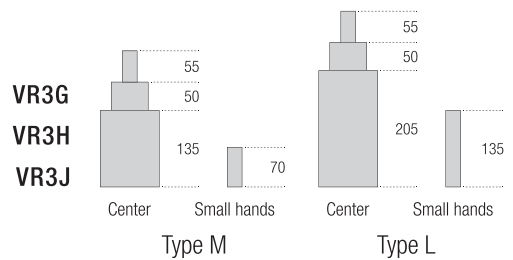 55
55
50
50
VR3G
VR3H
205
135
135
70
VR3J
Center
Small hands
Center
Small hands
Type M
Type L